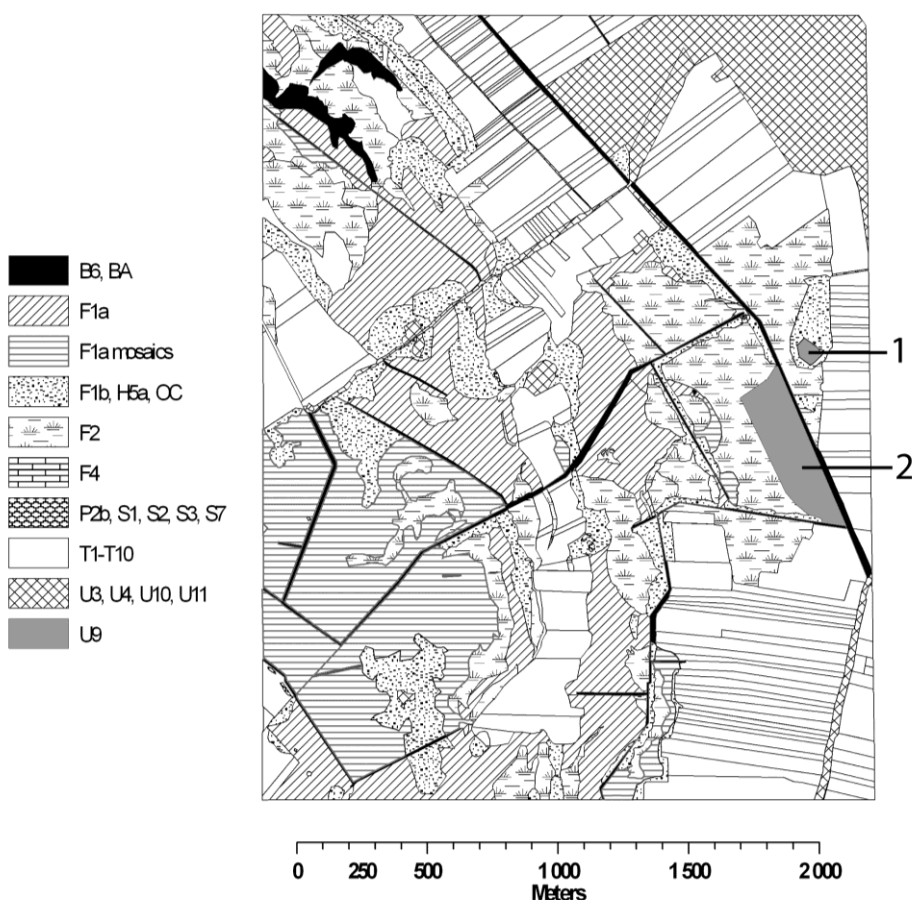 B6, BA
F1a
F1a mosaics
F1b, H5a, OC
F2
F4
P2b, S1, S2, S3, S7
T1-T10
U3, U4, U10, U11
U9
1
2
0 250 500 1 000 1 500 2 000
Meters